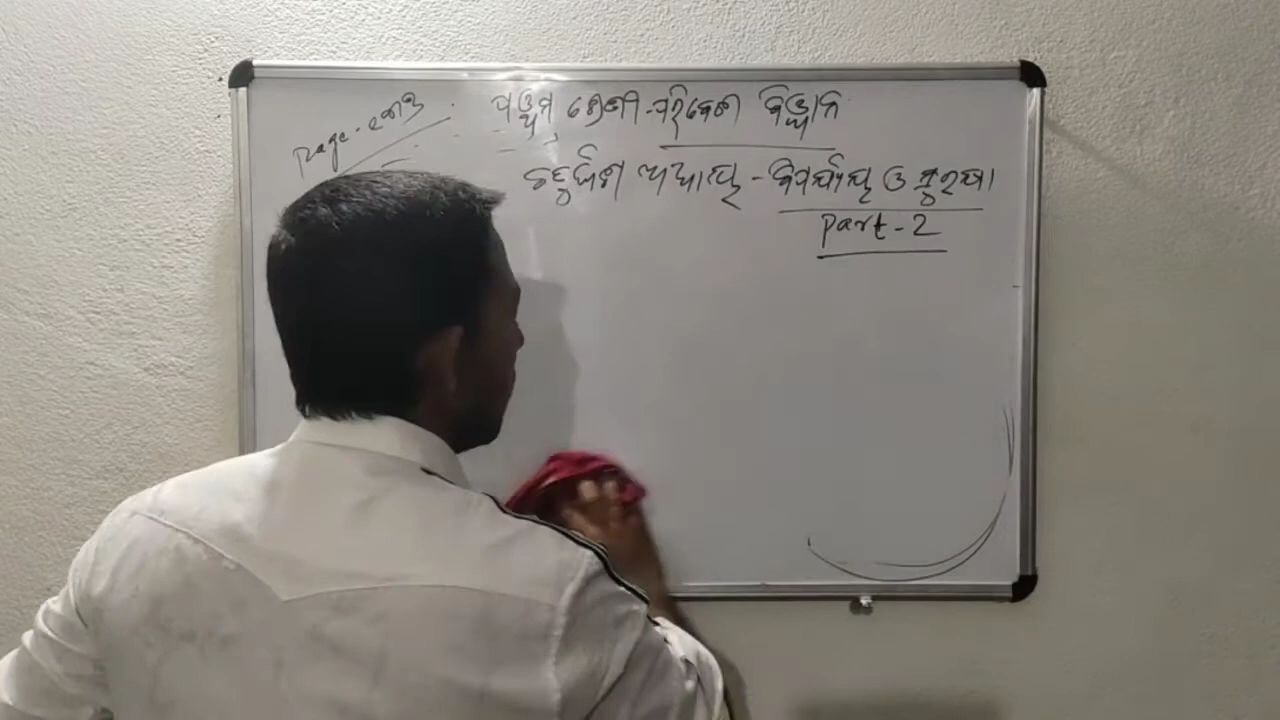 ପଞ୍ଚମ ଶ୍ରେଣୀ - ପରିବେଶ ବିଜ୍ଞାନ
ଚତୁର୍ଦ୍ଦଶ ଅଧ୍ୟାୟ - ବିପର୍ଯ୍ୟୟ ଓ ସୁରକ୍ଷା
Part - 2
Page -